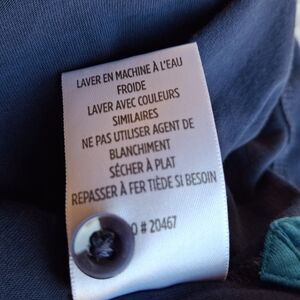 LAVER EN MACHINE À L'EAU
FROIDE
LAVER AVEC COULEURS
SIMILAIRES
NE PAS UTILISER AGENT DE
BLANCHIMENT
SÉCHER À PLAT
REPASSER À FER TIÈDE SI BESOIN
# 20467